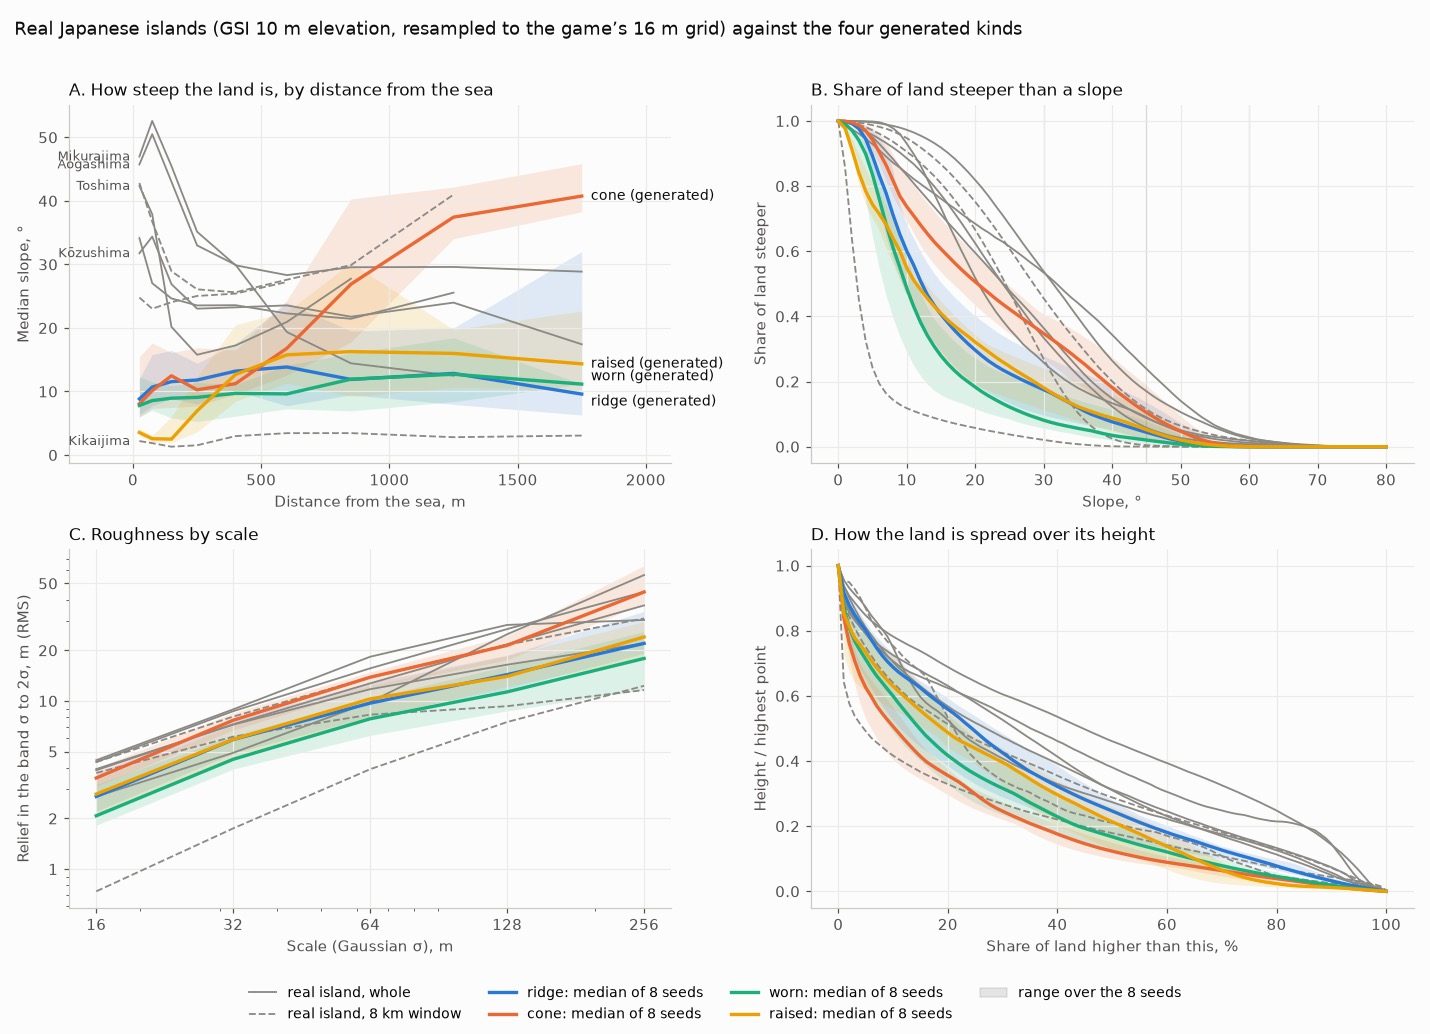 Real Japanese islands (GSI 10 m elevation, resampled to the game’s 16 m grid) against the four generated kinds
A. How steep the land is, by distance from the sea
Median slope, °
50
40
30
20
10
0
Mikurajima
Aogashima
Toshima
Kōzushima
Kikaijima
cone (generated)
raised (generated)
worn (generated)
ridge (generated)
0 500 1000 1500 2000
Distance from the sea, m
B. Share of land steeper than a slope
Share of land steeper
1.0
0.8
0.6
0.4
0.2
0.0
0 10 20 30 40 50 60 70 80
Slope, °
C. Roughness by scale
Relief in the band σ to 2σ, m (RMS)
50
20
10
5
2
1
16 32 64 128 256
Scale (Gaussian σ), m
D. How the land is spread over its height
Height / highest point
1.0
0.8
0.6
0.4
0.2
0.0
0 20 40 60 80 100
Share of land higher than this, %
real island, whole
real island, 8 km window
ridge: median of 8 seeds
cone: median of 8 seeds
worn: median of 8 seeds
raised: median of 8 seeds
range over the 8 seeds